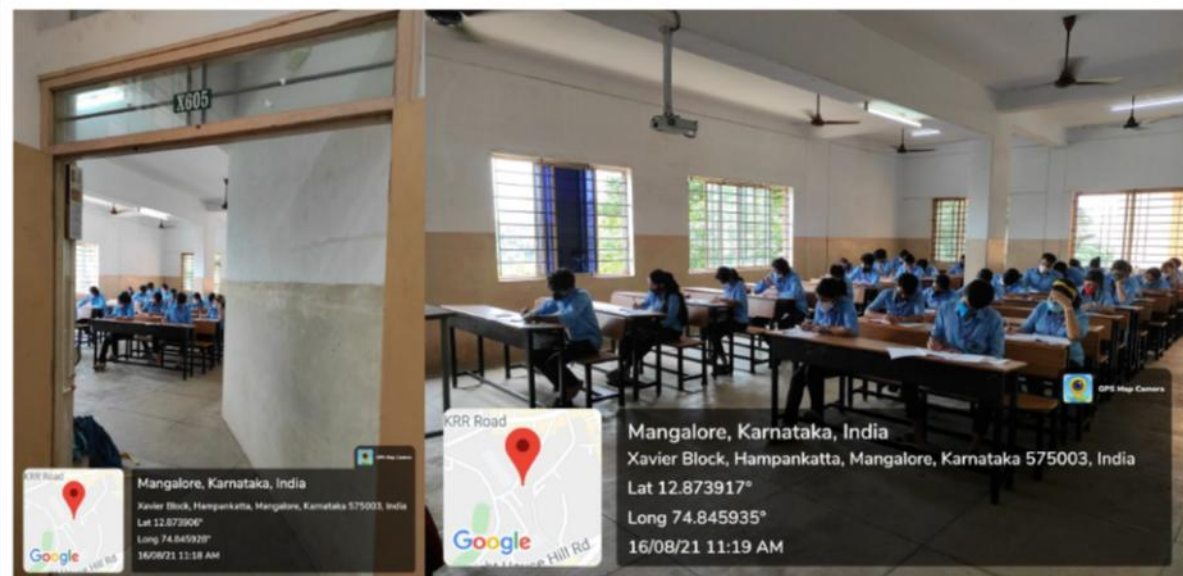 X605
KRR Road
Google
Mangalore, Karnataka, India
Xavier Block, Hampankatta, Mangalore, Karnataka 575003, India
Lat 12.873906°
Long 74.845928°
16/08/21 11:18 AM
GPS Map Camera
KRR Road
Google
House Hill Rd
GPS Map Camera
Mangalore, Karnataka, India
Xavier Block, Hampankatta, Mangalore, Karnataka 575003, India
Lat 12.873917°
Long 74.845935°
16/08/21 11:19 AM